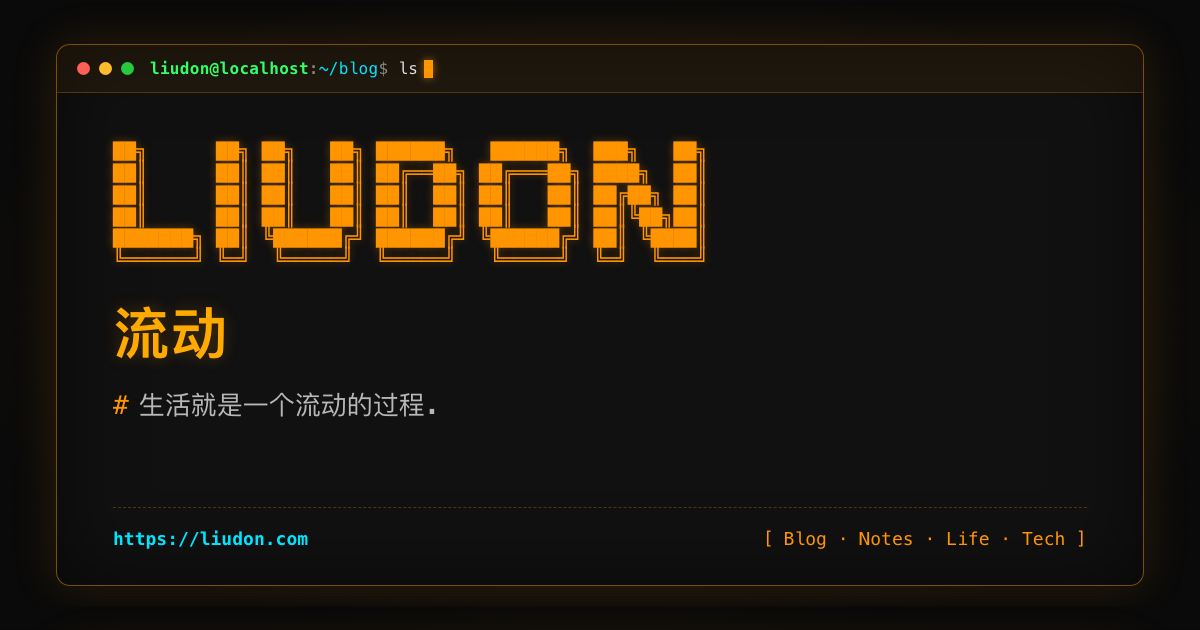 liudon@localhost:~/blog$ ls
LIUDON
流动
# 生活就是一个流动的过程.
https://liudon.com
[ Blog · Notes · Life · Tech ]